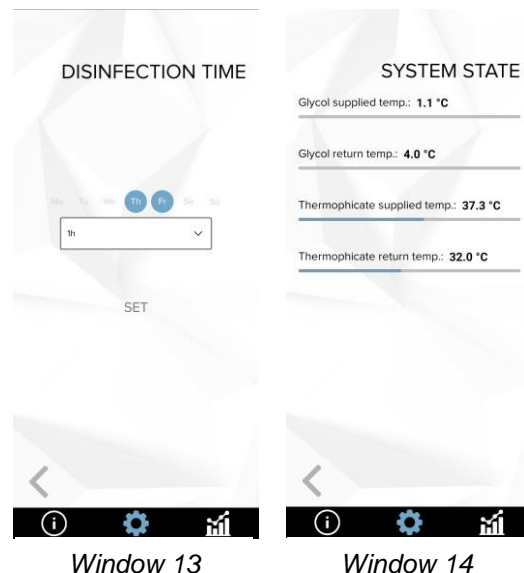 DISINFECTION TIME
Mo Tu We Th Fr Sa Su
1h
SET
Window 13
SYSTEM STATE
Glycol supplied temp.: 1.1 °C
Glycol return temp.: 4.0 °C
Thermophicate supplied temp.: 37.3 °C
Thermophicate return temp.: 32.0 °C
Window 14